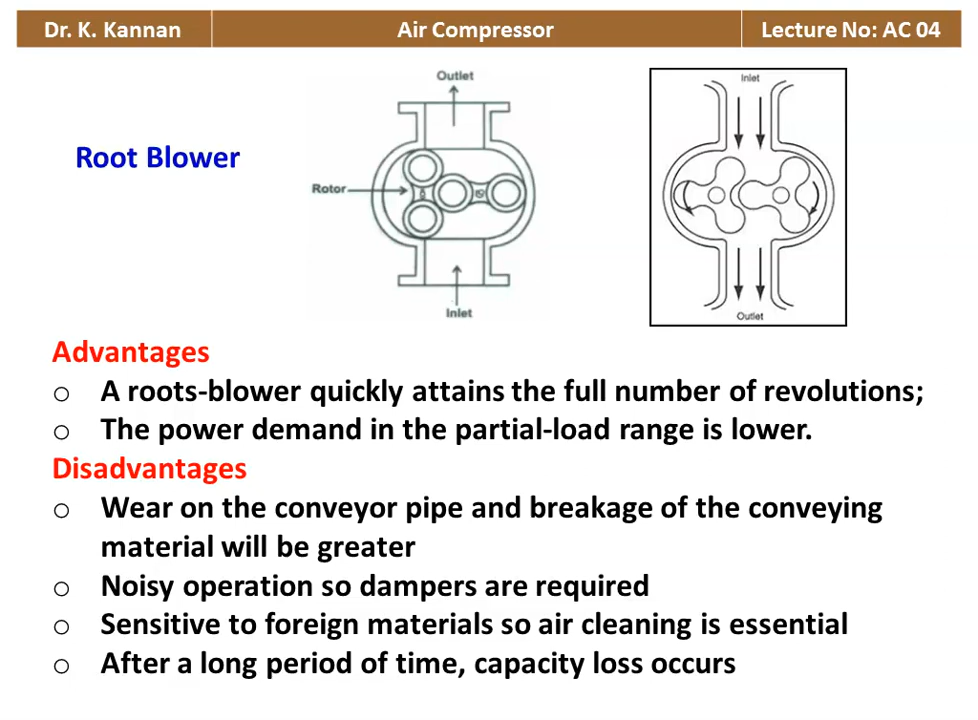 Dr. K. Kannan
Air Compressor
Lecture No: AC 04
Root Blower
Outlet
Rotor
Inlet
Inlet
Outlet
Advantages
o A roots-blower quickly attains the full number of revolutions;
o The power demand in the partial-load range is lower.
Disadvantages
o Wear on the conveyor pipe and breakage of the conveying
material will be greater
o Noisy operation so dampers are required
o Sensitive to foreign materials so air cleaning is essential
o After a long period of time, capacity loss occurs